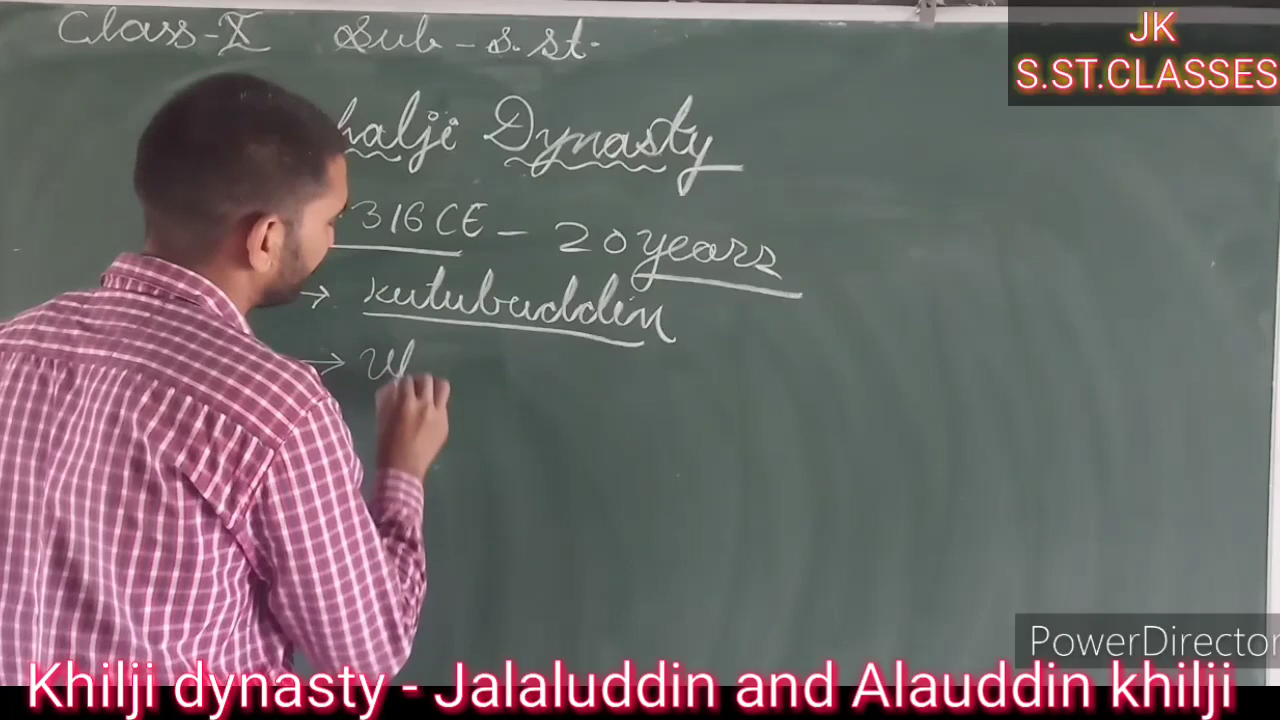 Class-X Sub-S.st.
JK
S.ST.CLASSES
halji Dynasty
316 CE - 20 years
→ Kutubuddin
→
PowerDirector
Khilji dynasty - Jalaluddin and Alauddin khilji